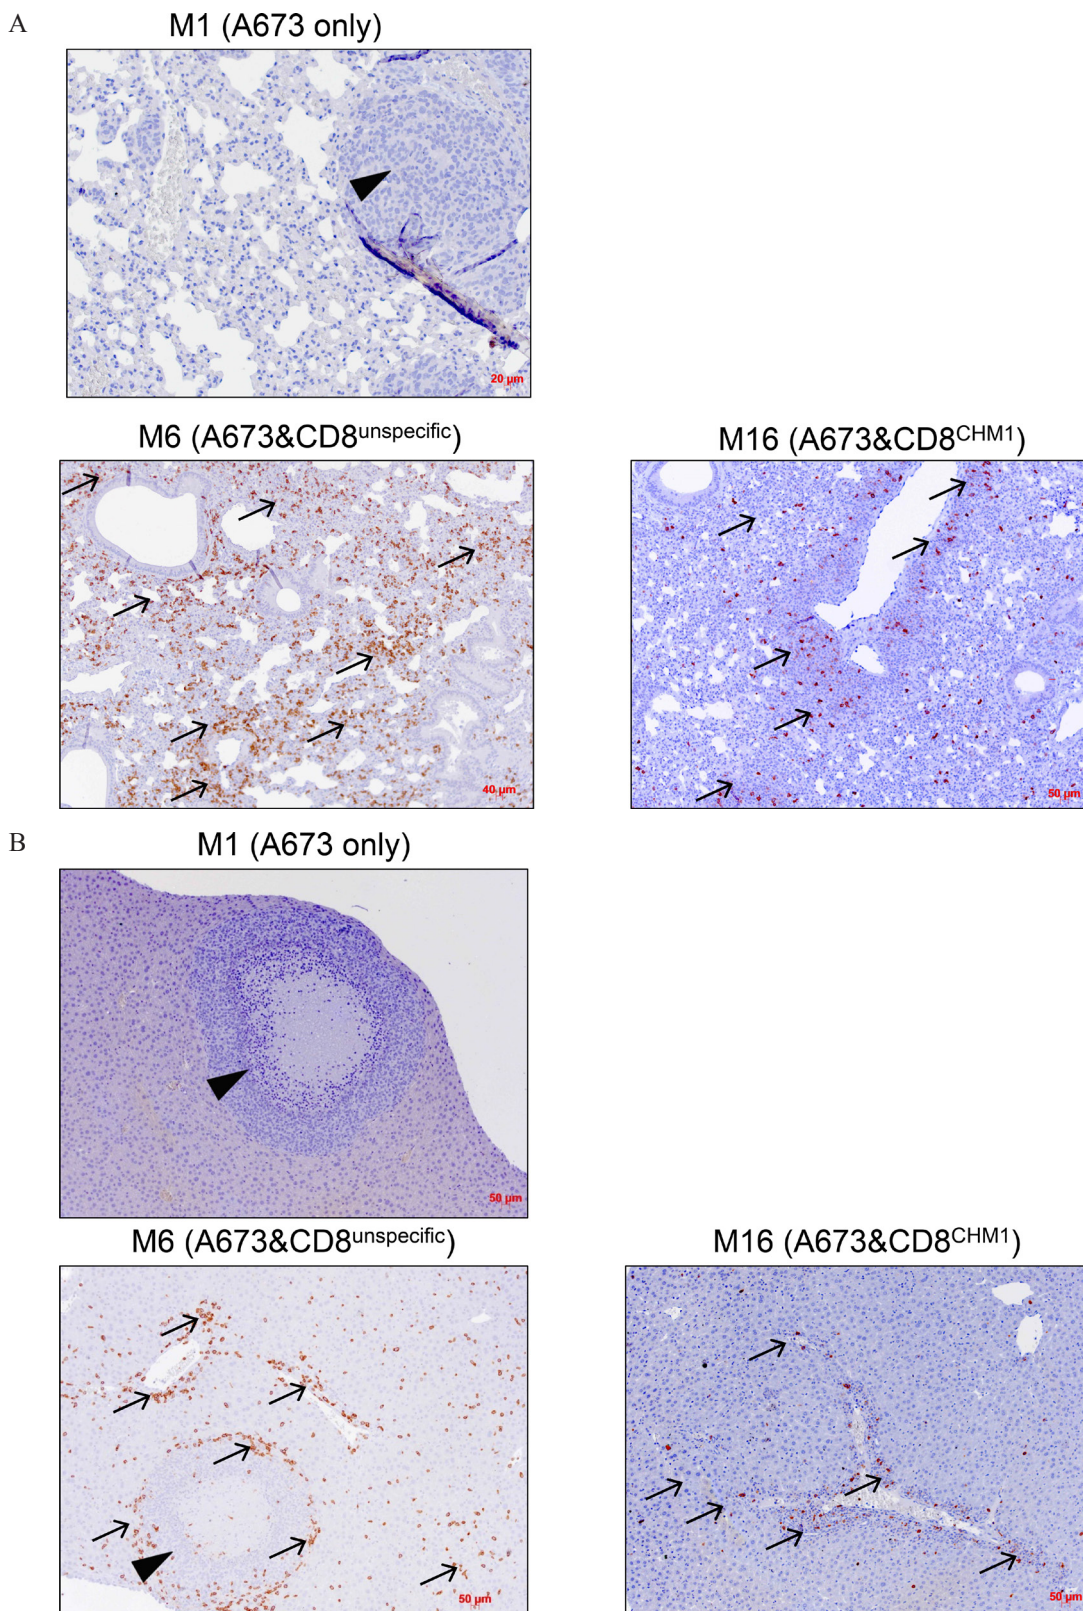 A
M1 (A673 only)
20 µm
M6 (A673&CD8unspecific)
M16 (A673&CD8CHM1)
40 µm
50 µm
B
M1 (A673 only)
50 µm
M6 (A673&CD8unspecific)
M16 (A673&CD8CHM1)
50 µm
50 µm